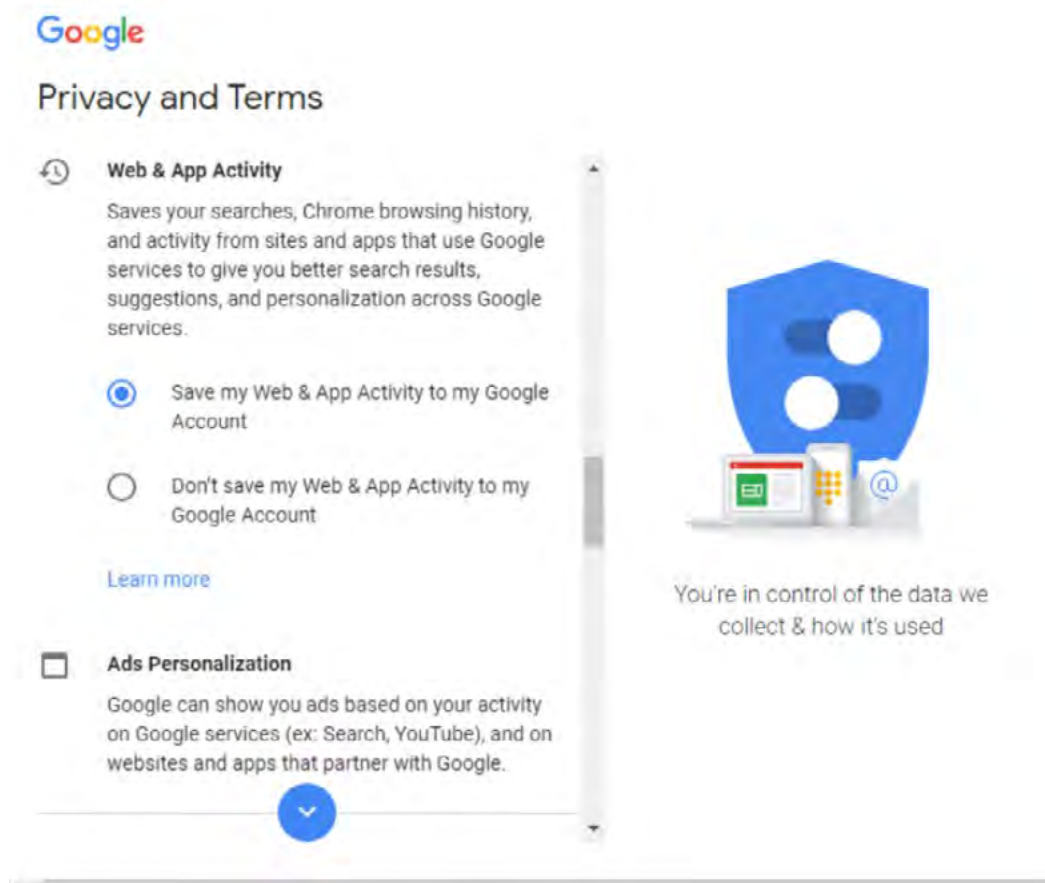 Google
Privacy and Terms
Web & App Activity
Saves your searches, Chrome browsing history,
and activity from sites and apps that use Google
services to give you better search results,
suggestions, and personalization across Google
services.
Save my Web & App Activity to my Google
Account
Don't save my Web & App Activity to my
Google Account
Learn more
Ads Personalization
Google can show you ads based on your activity
on Google services (ex: Search, YouTube), and on
websites and apps that partner with Google.
@
You're in control of the data we
collect & how it's used